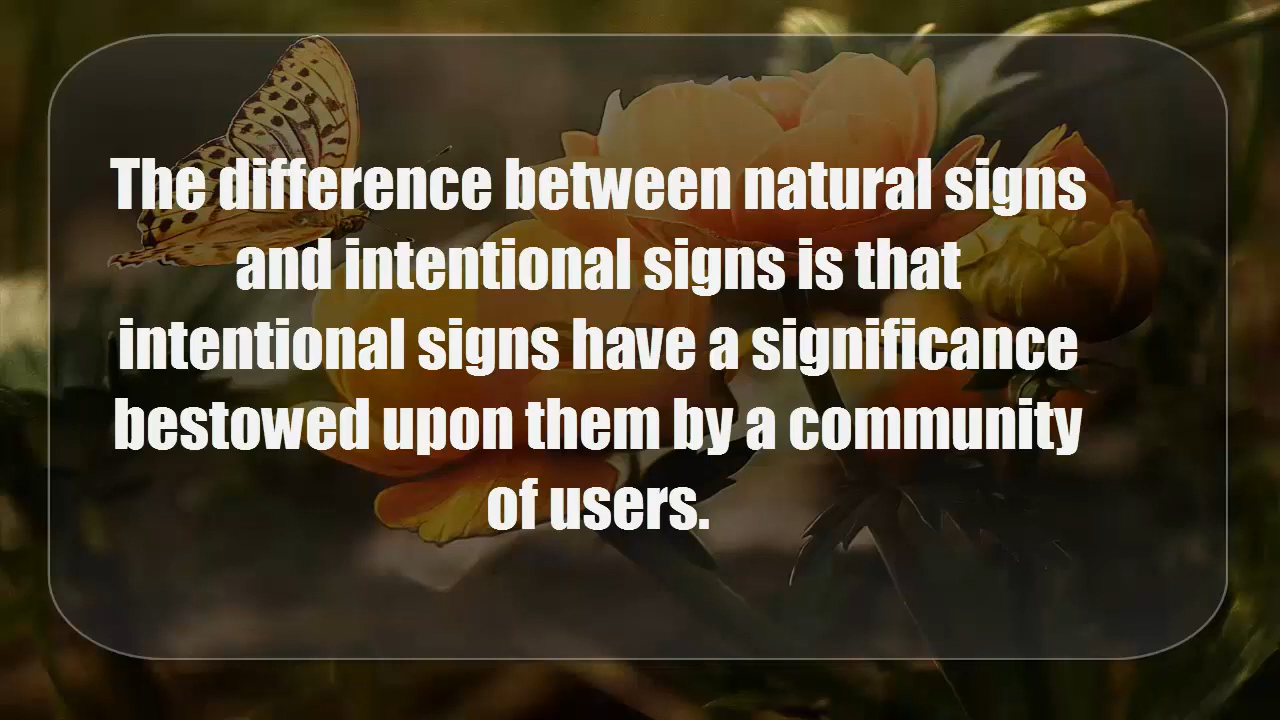 The difference between natural signs
and intentional signs is that
intentional signs have a significance
bestowed upon them by a community
of users.